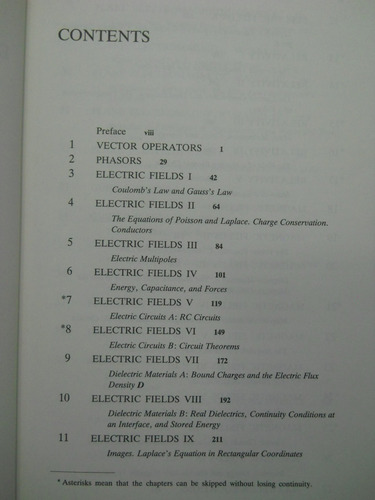 CONTENTS
Preface viii
1 VECTOR OPERATORS 1
2 PHASORS 29
3 ELECTRIC FIELDS I 42
Coulomb's Law and Gauss's Law
4 ELECTRIC FIELDS II 64
The Equations of Poisson and Laplace. Charge Conservation.
Conductors
5 ELECTRIC FIELDS III 84
Electric Multipoles
6 ELECTRIC FIELDS IV 101
Energy, Capacitance, and Forces
*7 ELECTRIC FIELDS V 119
Electric Circuits A: RC Circuits
*8 ELECTRIC FIELDS VI 149
Electric Circuits B: Circuit Theorems
9 ELECTRIC FIELDS VII 172
Dielectric Materials A: Bound Charges and the Electric Flux
Density D
10 ELECTRIC FIELDS VIII 192
Dielectric Materials B: Real Dielectrics, Continuity Conditions at
an Interface, and Stored Energy
11 ELECTRIC FIELDS IX 211
Images. Laplace's Equation in Rectangular Coordinates
* Asterisks mean that the chapters can be skipped without losing continuity.